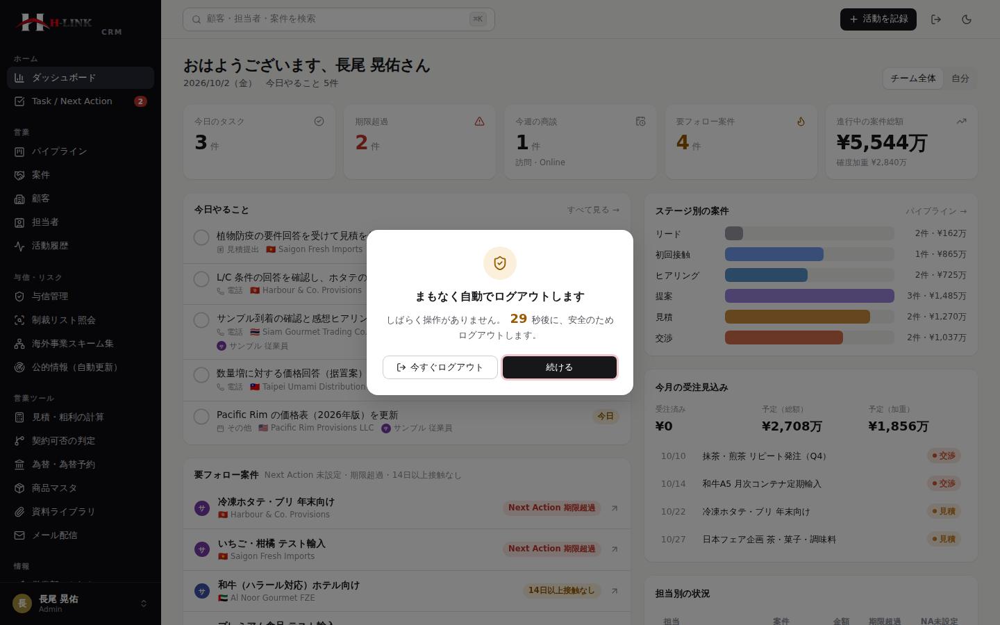 H-LINK
CRM
ホーム
ダッシュボード
Task / Next Action
2
営業
パイプライン
案件
顧客
担当者
活動履歴
与信・リスク
与信管理
制裁リスト照会
海外事業スキーム集
公的情報（自動更新）
営業ツール
見積・粗利の計算
契約可否の判定
為替・為替予約
商品マスタ
資料ライブラリ
メール配信
情報
長
長尾 晃佑
Admin
顧客・担当者・案件を検索
⌘K
活動を記録
おはようございます、長尾 晃佑さん
2026/10/2（金） 今日やること 5件
チーム全体
自分
今日のタスク
3 件
期限超過
2 件
今週の商談
1 件
訪問・Online
要フォロー案件
4 件
進行中の案件総額
¥5,544万
確度加重 ¥2,840万
今日やること
すべて見る →
植物防疫の要件回答を受けて見積を
見積提出 Saigon Fresh Imports
L/C 条件の回答を確認し、ホタテの
電話 Harbour & Co. Provisions
サンプル到着の確認と感想ヒアリン
電話 Siam Gourmet Trading Co.
サ サンプル 従業員
数量増に対する価格回答（据置案）
電話 Taipei Umami Distribution
Pacific Rim の価格表（2026年版）を更新
その他 Pacific Rim Provisions LLC サ サンプル 従業員
今日
まもなく自動でログアウトします
しばらく操作がありません。 29 秒後に、安全のため
ログアウトします。
今すぐログアウト
続ける
要フォロー案件 Next Action 未設定・期限超過・14日以上接触なし
サ
冷凍ホタテ・ブリ 年末向け
Harbour & Co. Provisions
Next Action 期限超過
サ
いちご・柑橘 テスト輸入
Saigon Fresh Imports
Next Action 期限超過
サ
和牛（ハラール対応）ホテル向け
Al Noor Gourmet FZE
14日以上接触なし
ステージ別の案件
パイプライン →
リード
2件・¥162万
初回接触
1件・¥865万
ヒアリング
2件・¥725万
提案
3件・¥1,485万
見積
2件・¥1,270万
交渉
2件・¥1,037万
今月の受注見込み
受注済み
¥0
予定（総額）
¥2,708万
予定（加重）
¥1,856万
10/10 抹茶・煎茶 リピート発注（Q4） 交渉
10/14 和牛A5 月次コンテナ定期輸入 交渉
10/22 冷凍ホタテ・ブリ 年末向け 見積
10/27 日本フェア企画 茶・菓子・調味料 見積
担当別の状況
担当 案件 金額 期限超過 NA未設定